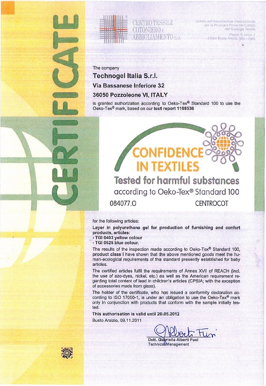 CERTIFICATE
CENTRO TESSILE
COTONIERO e
ABBIGLIAMENTO S.p.A.
The company
Technogel Italia S.r.l.
Via Bassanese Inferiore 32
36050 Pozzoleone VI, ITALY
is granted authorization according to Oeko-Tex® Standard 100 to use the
Oeko-Tex® mark, based on our test report
CONFIDENCE
IN TEXTILES
Tested for harmful substances
according to Oeko-Tex® Standard 100
084077.O CENTROCOT
for the following articles:
Layer in polyurethane gel for production of furnishing and comfort
products, articles:
- TGI 0403 yellow colour
- TGI 0525 blue colour.
The results of the inspection made according to Oeko-Tex® Standard 100,
product class I have shown that the above mentioned goods meet the hu-
man-ecological requirements of the standard presently established for baby
articles.
The certified articles fulfil the requirements of Annex XVII of REACH (incl.
the use of azo-dyes, nickel, etc.) as well as the American requirement re-
garding total content of lead in children's articles (CPSIA; with the exception
of accessories made from glass).
The holder of the certificate, who has issued a conformity declaration ac-
cording to ISO 17050-1, is under an obligation to use the Oeko-Tex® mark
only in conjunction with products that conform with the sample initially tes-
ted.
This authorisation is valid until 20.05.2012
Busto Arsizio, 09.11.2011
Dott. Gabriella Alberti Fusi
Technical Management